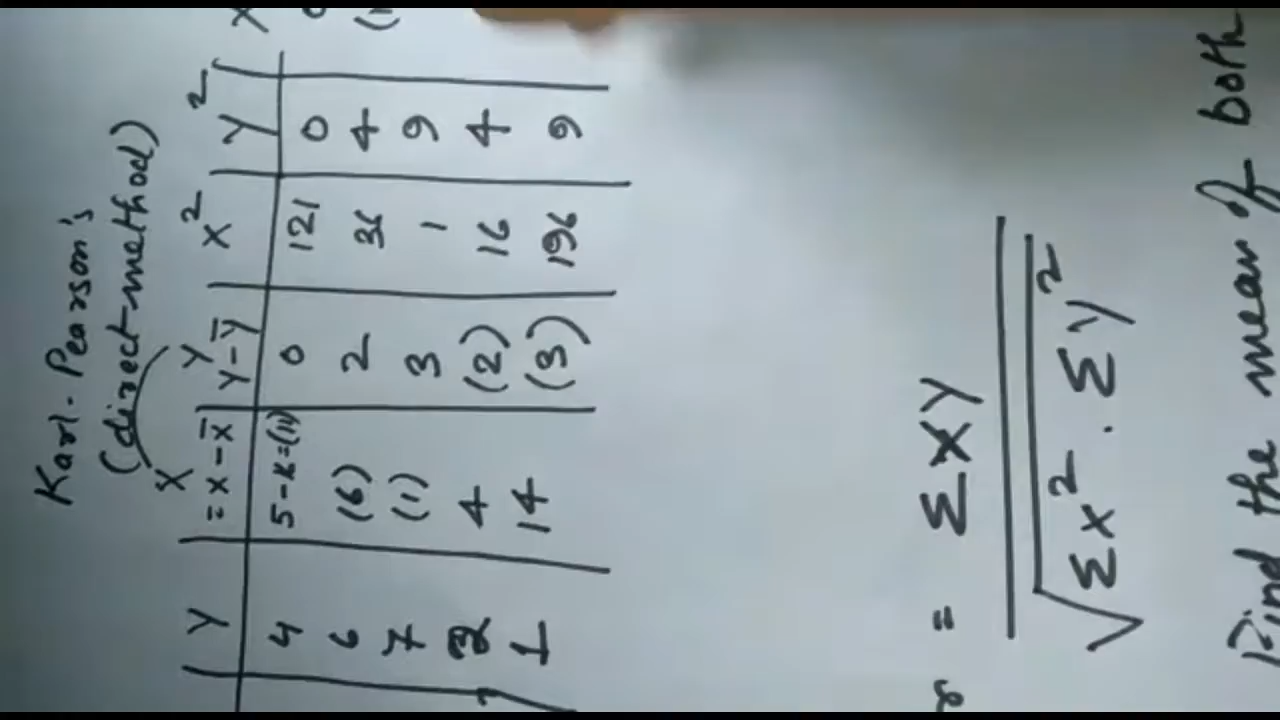 Karl-Pearson's
(direct-method)
X Y
Y =X-X̄ Y-Ȳ X² Y²
4 5-16=(11) 0 121 0
6 (6) 2 36 4
7 (1) 3 1 9
2 4 (2) 16 4
1 14 (3) 196 9
r = ΣXY
√ΣX² . ΣY²
Find the mean of both